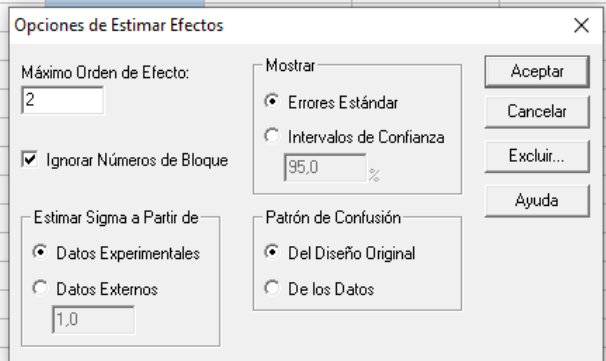 Opciones de Estimar Efectos
Máximo Orden de Efecto:
2
Ignorar Números de Bloque
Estimar Sigma a Partir de
Datos Experimentales
Datos Externos
1,0
Mostrar
Errores Estándar
Intervalos de Confianza
95,0 %
Patrón de Confusión
Del Diseño Original
De los Datos
Aceptar
Cancelar
Excluir...
Ayuda